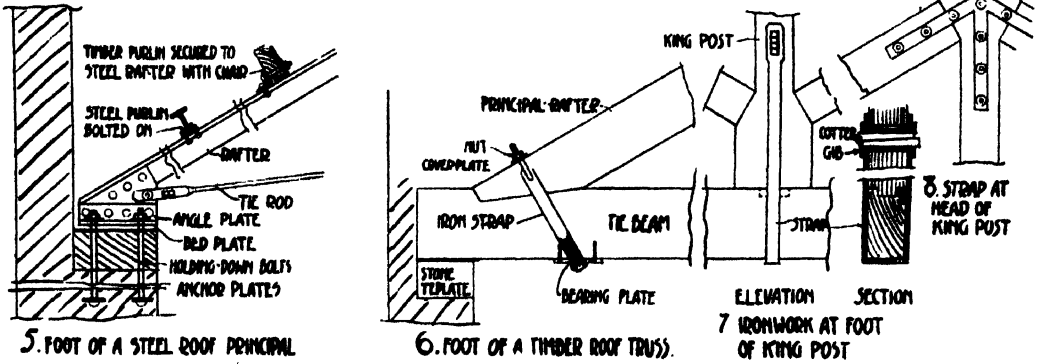 TIMBER PURLIN SECURED TO
STEEL RAFTER WITH CHAIR
STEEL PURLIN
BOLTED ON
RAFTER
TIE ROD
ANGLE PLATE
BED PLATE
HOLDING-DOWN BOLTS
ANCHOR PLATES
5. FOOT OF A STEEL ROOF PRINCIPAL
PRINCIPAL-RAFTER
NUT
COVERPLATE
IRON STRAP
TIE BEAM
STONE
TEPLATE
BEARING PLATE
6. FOOT OF A TIMBER ROOF TRUSS.
KING POST
STRAP
COTTER
GIB
ELEVATION
SECTION
7 IRONWORK AT FOOT
OF KING POST
8. STRAP AT
HEAD OF
KING POST